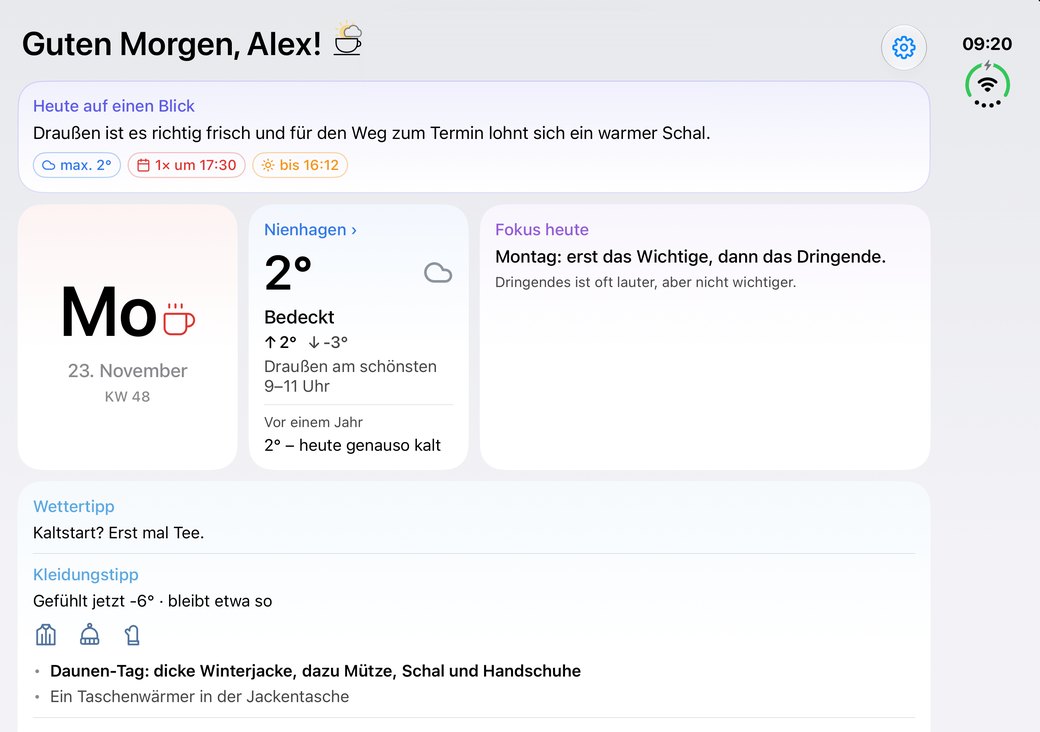 Guten Morgen, Alex!
09:20
Heute auf einen Blick
Draußen ist es richtig frisch und für den Weg zum Termin lohnt sich ein warmer Schal.
max. 2° 1× um 17:30 bis 16:12
Mo
23. November
KW 48
Nienhagen ›
2°
Bedeckt
↑2° ↓-3°
Draußen am schönsten
9–11 Uhr
Vor einem Jahr
2° – heute genauso kalt
Fokus heute
Montag: erst das Wichtige, dann das Dringende.
Dringendes ist oft lauter, aber nicht wichtiger.
Wettertipp
Kaltstart? Erst mal Tee.
Kleidungstipp
Gefühlt jetzt -6° · bleibt etwa so
• Daunen-Tag: dicke Winterjacke, dazu Mütze, Schal und Handschuhe
• Ein Taschenwärmer in der Jackentasche